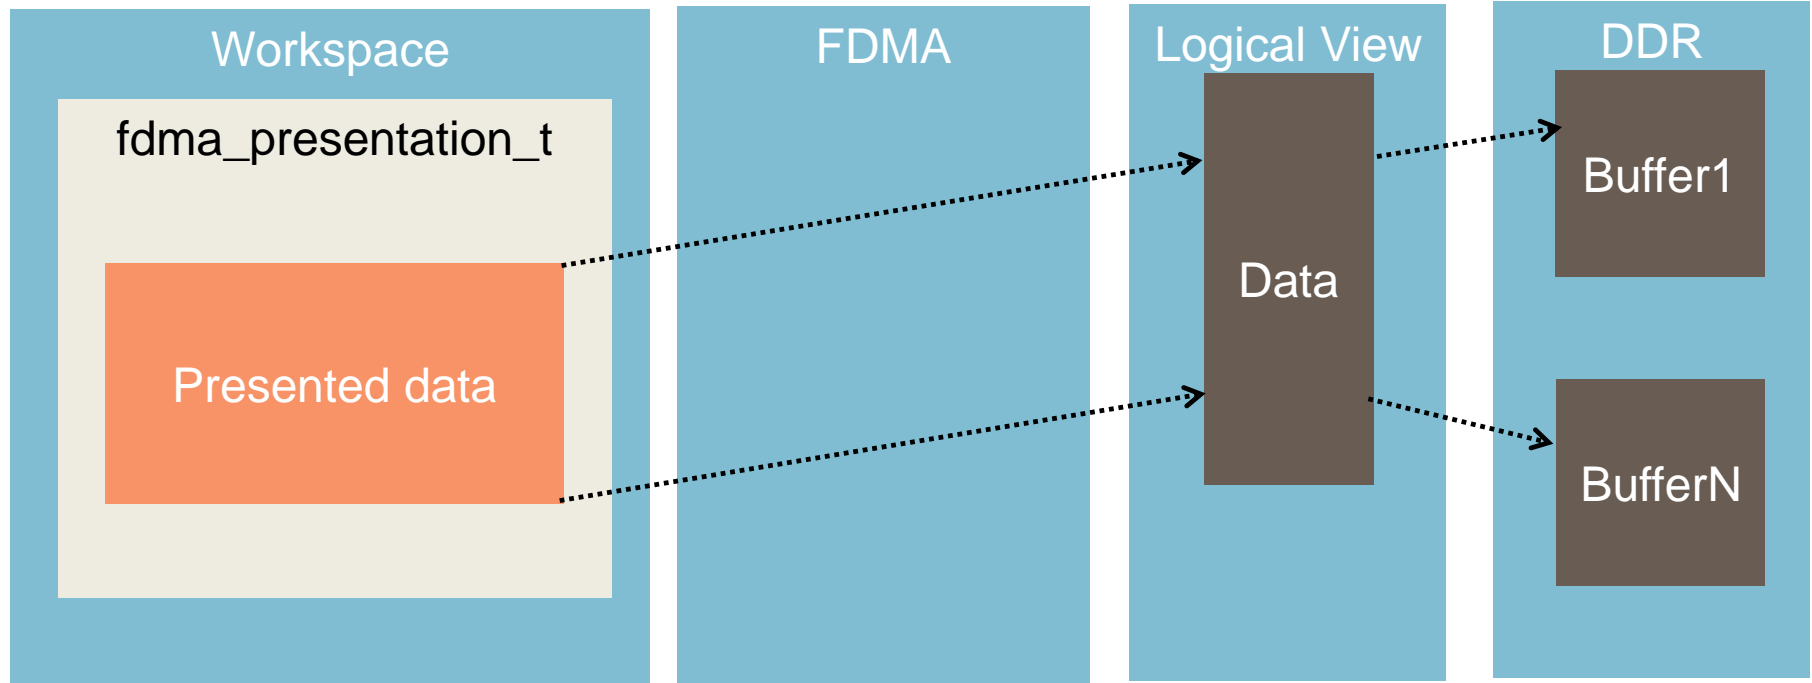 Workspace
fdma_presentation_t
Presented data
FDMA
Logical View
Data
DDR
Buffer1
BufferN